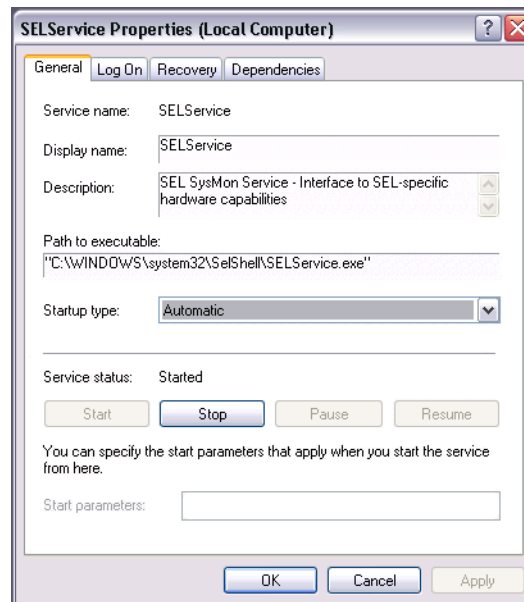 SELService Properties (Local Computer)
General Log On Recovery Dependencies
Service name: SELService
Display name: SELService
Description: SEL SysMon Service - Interface to SEL-specific
hardware capabilities
Path to executable:
"C:\WINDOWS\system32\SelShell\SELService.exe"
Startup type: Automatic
Service status: Started
Start Stop Pause Resume
You can specify the start parameters that apply when you start the service
from here.
Start parameters:
OK Cancel Apply